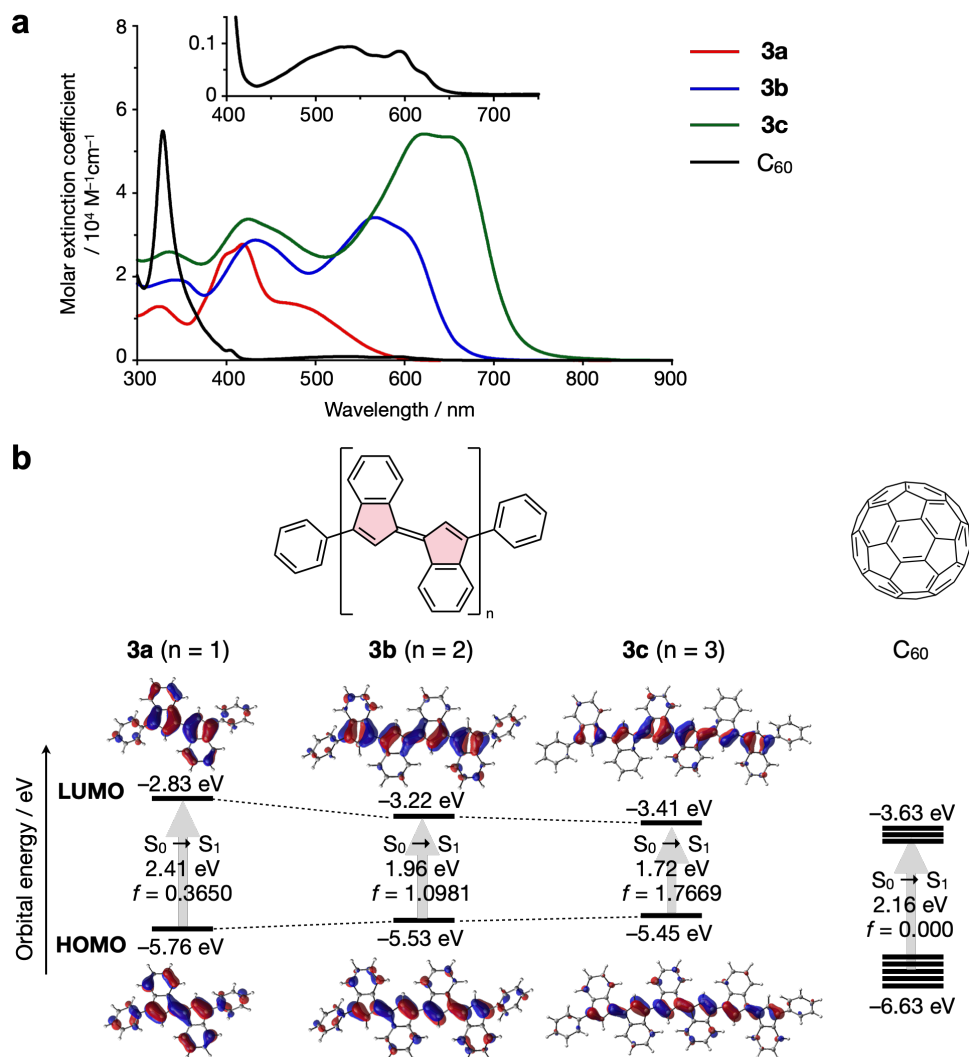 a
8
6
4
2
0
Molar extinction coefficient
/ 10⁴ M⁻¹cm⁻¹
0.1
0
400 500 600 700
3a
3b
3c
C₆₀
300 400 500 600 700 800 900
Wavelength / nm
b
n
3a (n = 1) 3b (n = 2) 3c (n = 3) C₆₀
Orbital energy / eV
LUMO
–2.83 eV –3.22 eV –3.41 eV –3.63 eV
S₀ → S₁ S₀ → S₁ S₀ → S₁ S₀ → S₁
2.41 eV 1.96 eV 1.72 eV 2.16 eV
f = 0.3650 f = 1.0981 f = 1.7669 f = 0.000
HOMO
–5.76 eV –5.53 eV –5.45 eV –6.63 eV